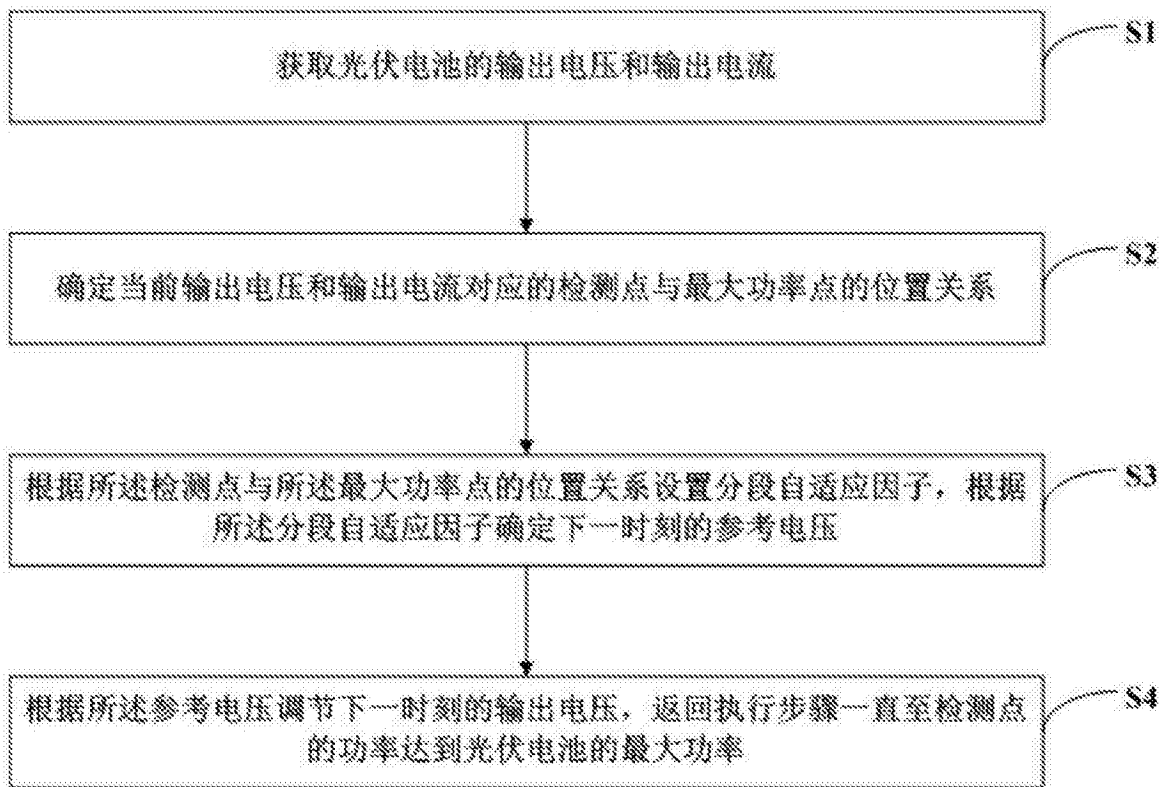 获取光伏电池的输出电压和输出电流
S1
确定当前输出电压和输出电流对应的检测点与最大功率点的位置关系
S2
根据所述检测点与所述最大功率点的位置关系设置分段自适应因子，根据
所述分段自适应因子确定下一时刻的参考电压
S3
根据所述参考电压调节下一时刻的输出电压，返回执行步骤一直至检测点
的功率达到光伏电池的最大功率
S4